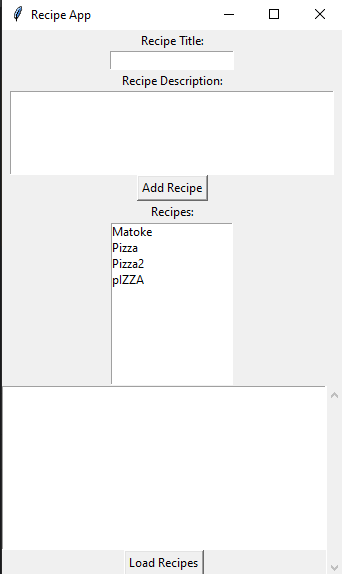 Recipe App
Recipe Title:
Recipe Description:
Add Recipe
Recipes:
Matoke
Pizza
Pizza2
pIZZA
Load Recipes